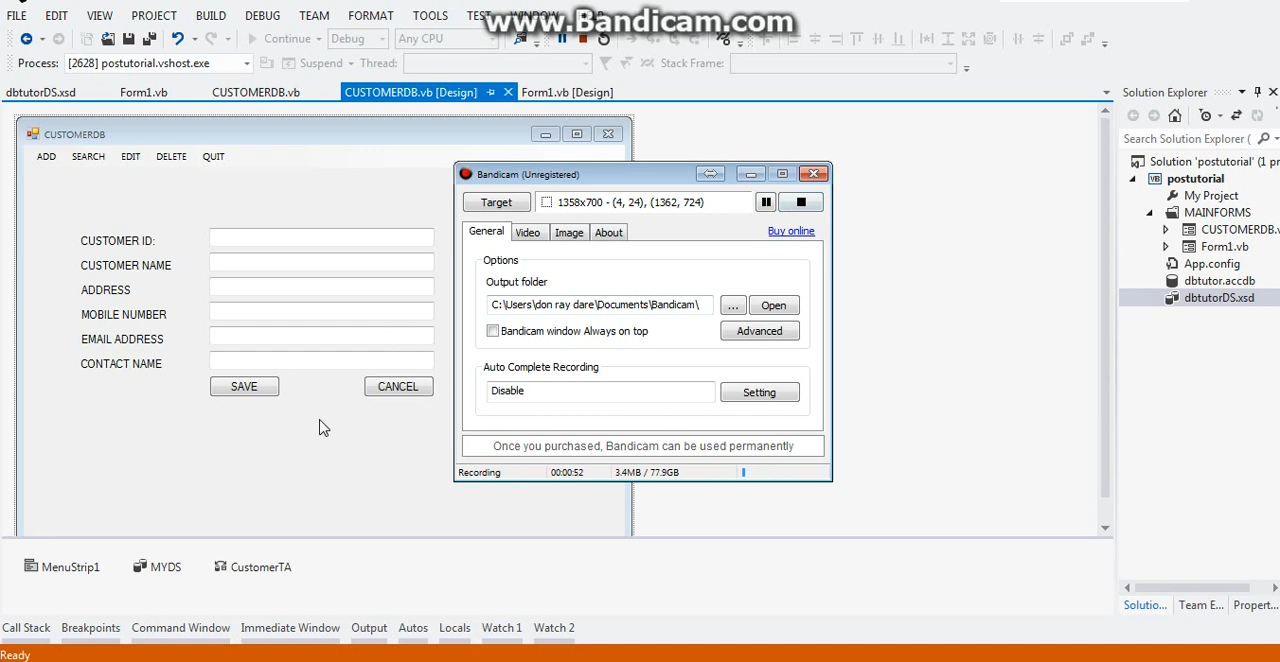 www.Bandicam.com
FILE EDIT VIEW PROJECT BUILD DEBUG TEAM FORMAT TOOLS TEST WINDOW
Continue Debug Any CPU
Process: [2628] postutorial.vshost.exe Suspend Thread: Stack Frame:
dbtutorDS.xsd Form1.vb CUSTOMERDB.vb CUSTOMERDB.vb [Design] Form1.vb [Design]
Solution Explorer
Search Solution Explorer (
Solution 'postutorial' (1 p
postutorial
My Project
MAINFORMS
CUSTOMERDB.v
Form1.vb
App.config
dbtutor.accdb
dbtutorDS.xsd
CUSTOMERDB
ADD SEARCH EDIT DELETE QUIT
CUSTOMER ID:
CUSTOMER NAME
ADDRESS
MOBILE NUMBER
EMAIL ADDRESS
CONTACT NAME
SAVE CANCEL
Bandicam (Unregistered)
Target 1358x700 - (4, 24), (1362, 724)
General Video Image About Buy online
Options
Output folder
C:\Users\don ray dare\Documents\Bandicam\ ... Open
Bandicam window Always on top Advanced
Auto Complete Recording
Disable Setting
Once you purchased, Bandicam can be used permanently
Recording 00:00:52 3.4MB / 77.9GB
MenuStrip1 MYDS CustomerTA
Solutio... Team E... Propert...
Call Stack Breakpoints Command Window Immediate Window Output Autos Locals Watch 1 Watch 2
Ready